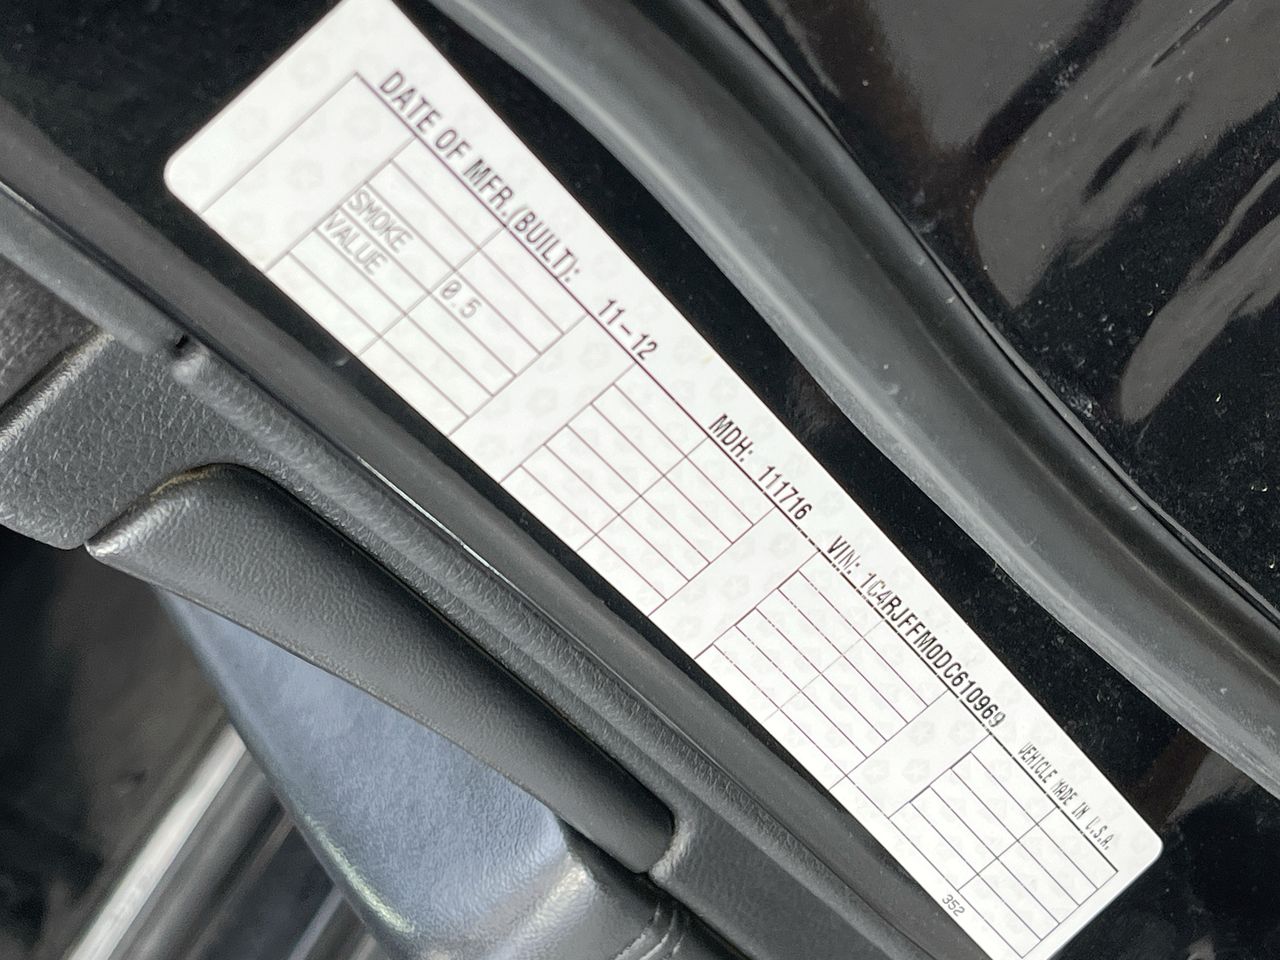 DATE OF MFR.(BUILT): 11-12 MDH: 111716 VIN: 1C4RJFFM0DC610969 VEHICLE MADE IN U.S.A.
SMOKE
VALUE 0.5
352